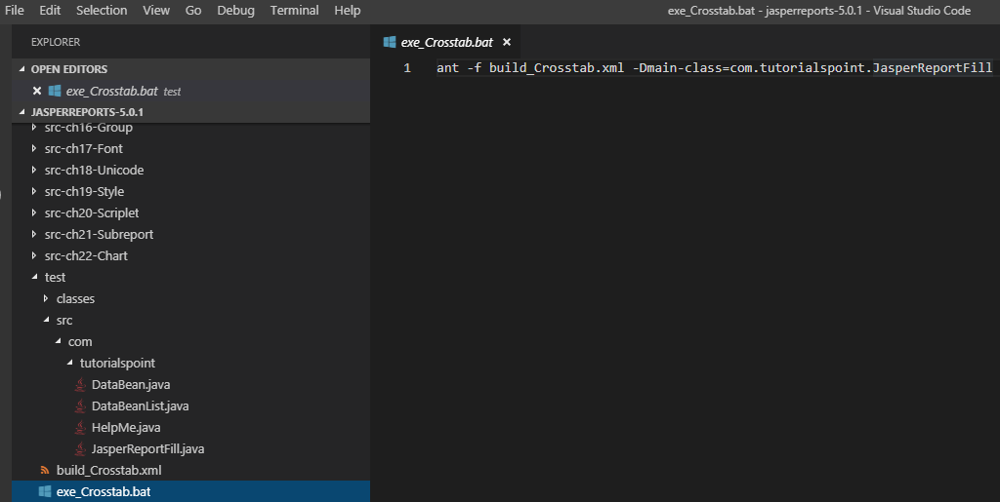 File Edit Selection View Go Debug Terminal Help exe_Crosstab.bat - jasperreports-5.0.1 - Visual Studio Code
EXPLORER
exe_Crosstab.bat
OPEN EDITORS
exe_Crosstab.bat test
JASPERREPORTS-5.0.1
src-ch16-Group
src-ch17-Font
src-ch18-Unicode
src-ch19-Style
src-ch20-Scriplet
src-ch21-Subreport
src-ch22-Chart
test
classes
src
com
tutorialspoint
DataBean.java
DataBeanList.java
HelpMe.java
JasperReportFill.java
build_Crosstab.xml
exe_Crosstab.bat
1 ant -f build_Crosstab.xml -Dmain-class=com.tutorialspoint.JasperReportFill